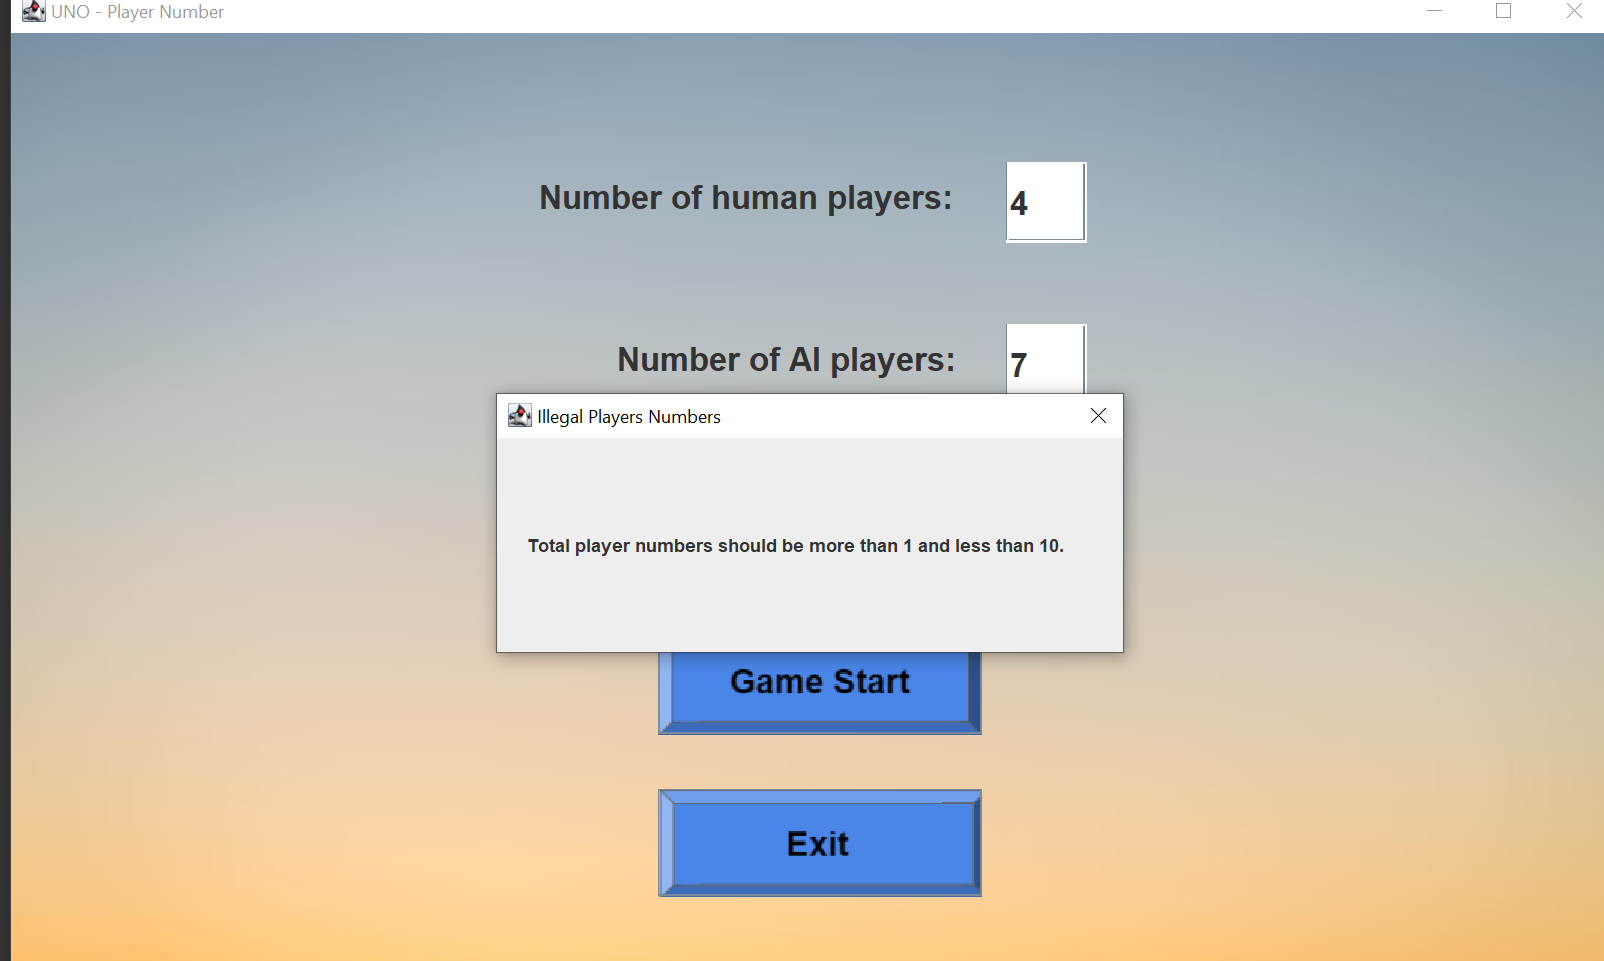 UNO - Player Number
Number of human players: 4
Number of AI players: 7
Illegal Players Numbers
Total player numbers should be more than 1 and less than 10.
Game Start
Exit